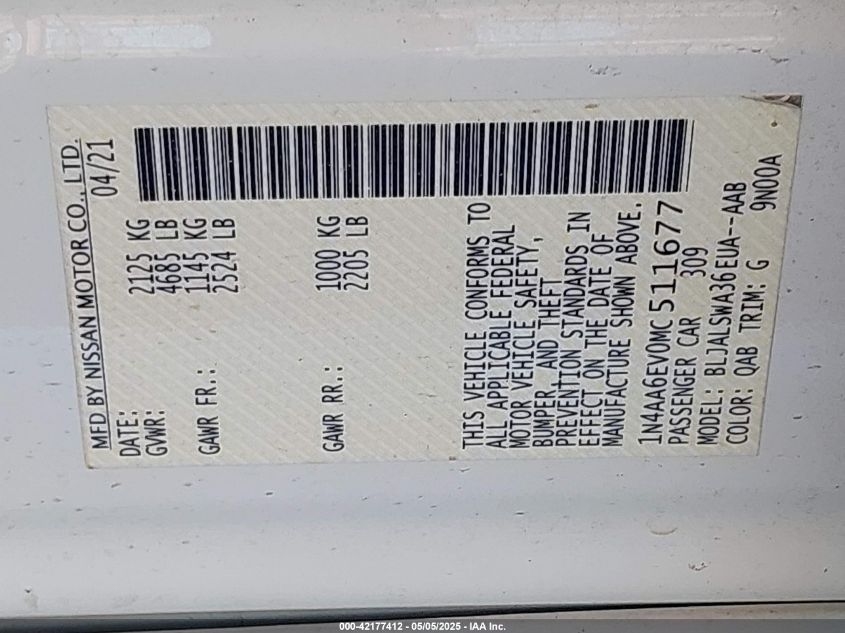 MFD BY NISSAN MOTOR CO., LTD.
DATE: 04/21
GVWR: 2125 KG
4685 LB
GAWR FR.: 1145 KG
2524 LB
GAWR RR.: 1000 KG
2205 LB
THIS VEHICLE CONFORMS TO
ALL APPLICABLE FEDERAL
MOTOR VEHICLE SAFETY,
BUMPER, AND THEFT
PREVENTION STANDARDS IN
EFFECT ON THE DATE OF
MANUFACTURE SHOWN ABOVE.
1N4AA6EV0MC511677
PASSENGER CAR 309
MODEL: BLJALSWA36EUA--AAB
COLOR: QAB TRIM: G 9N00A
000-42177412 - 05/05/2025 - IAA Inc.